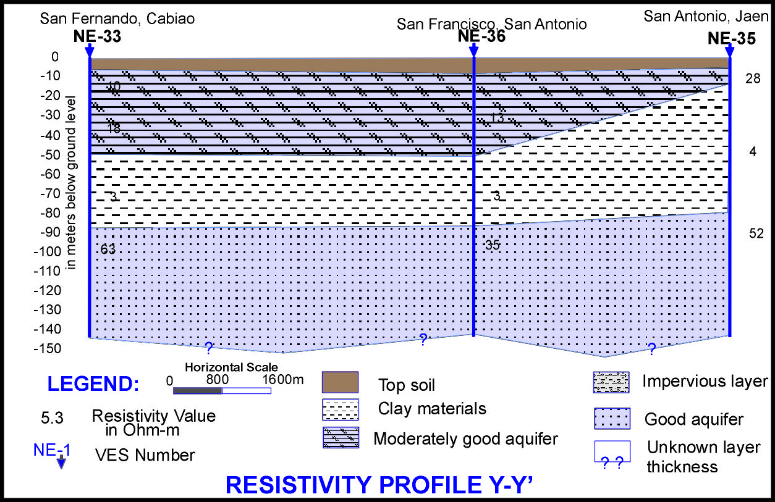 San Fernando, Cabiao
San Francisco, San Antonio
San Antonio, Jaen
NE-33
NE-36
NE-35
0
-10
-20
-30
-40
-50
-60
-70
-80
-90
-100
-110
-120
-130
-140
-150
in meters below ground level
10
18
3
63
13
3
35
28
4
52
?
?
?
LEGEND:
Horizontal Scale
0 800 1600m
5.3 Resistivity Value
in Ohm-m
NE-1 VES Number
Top soil
Clay materials
Moderately good aquifer
Impervious layer
Good aquifer
? ? Unknown layer
thickness
RESISTIVITY PROFILE Y-Y'